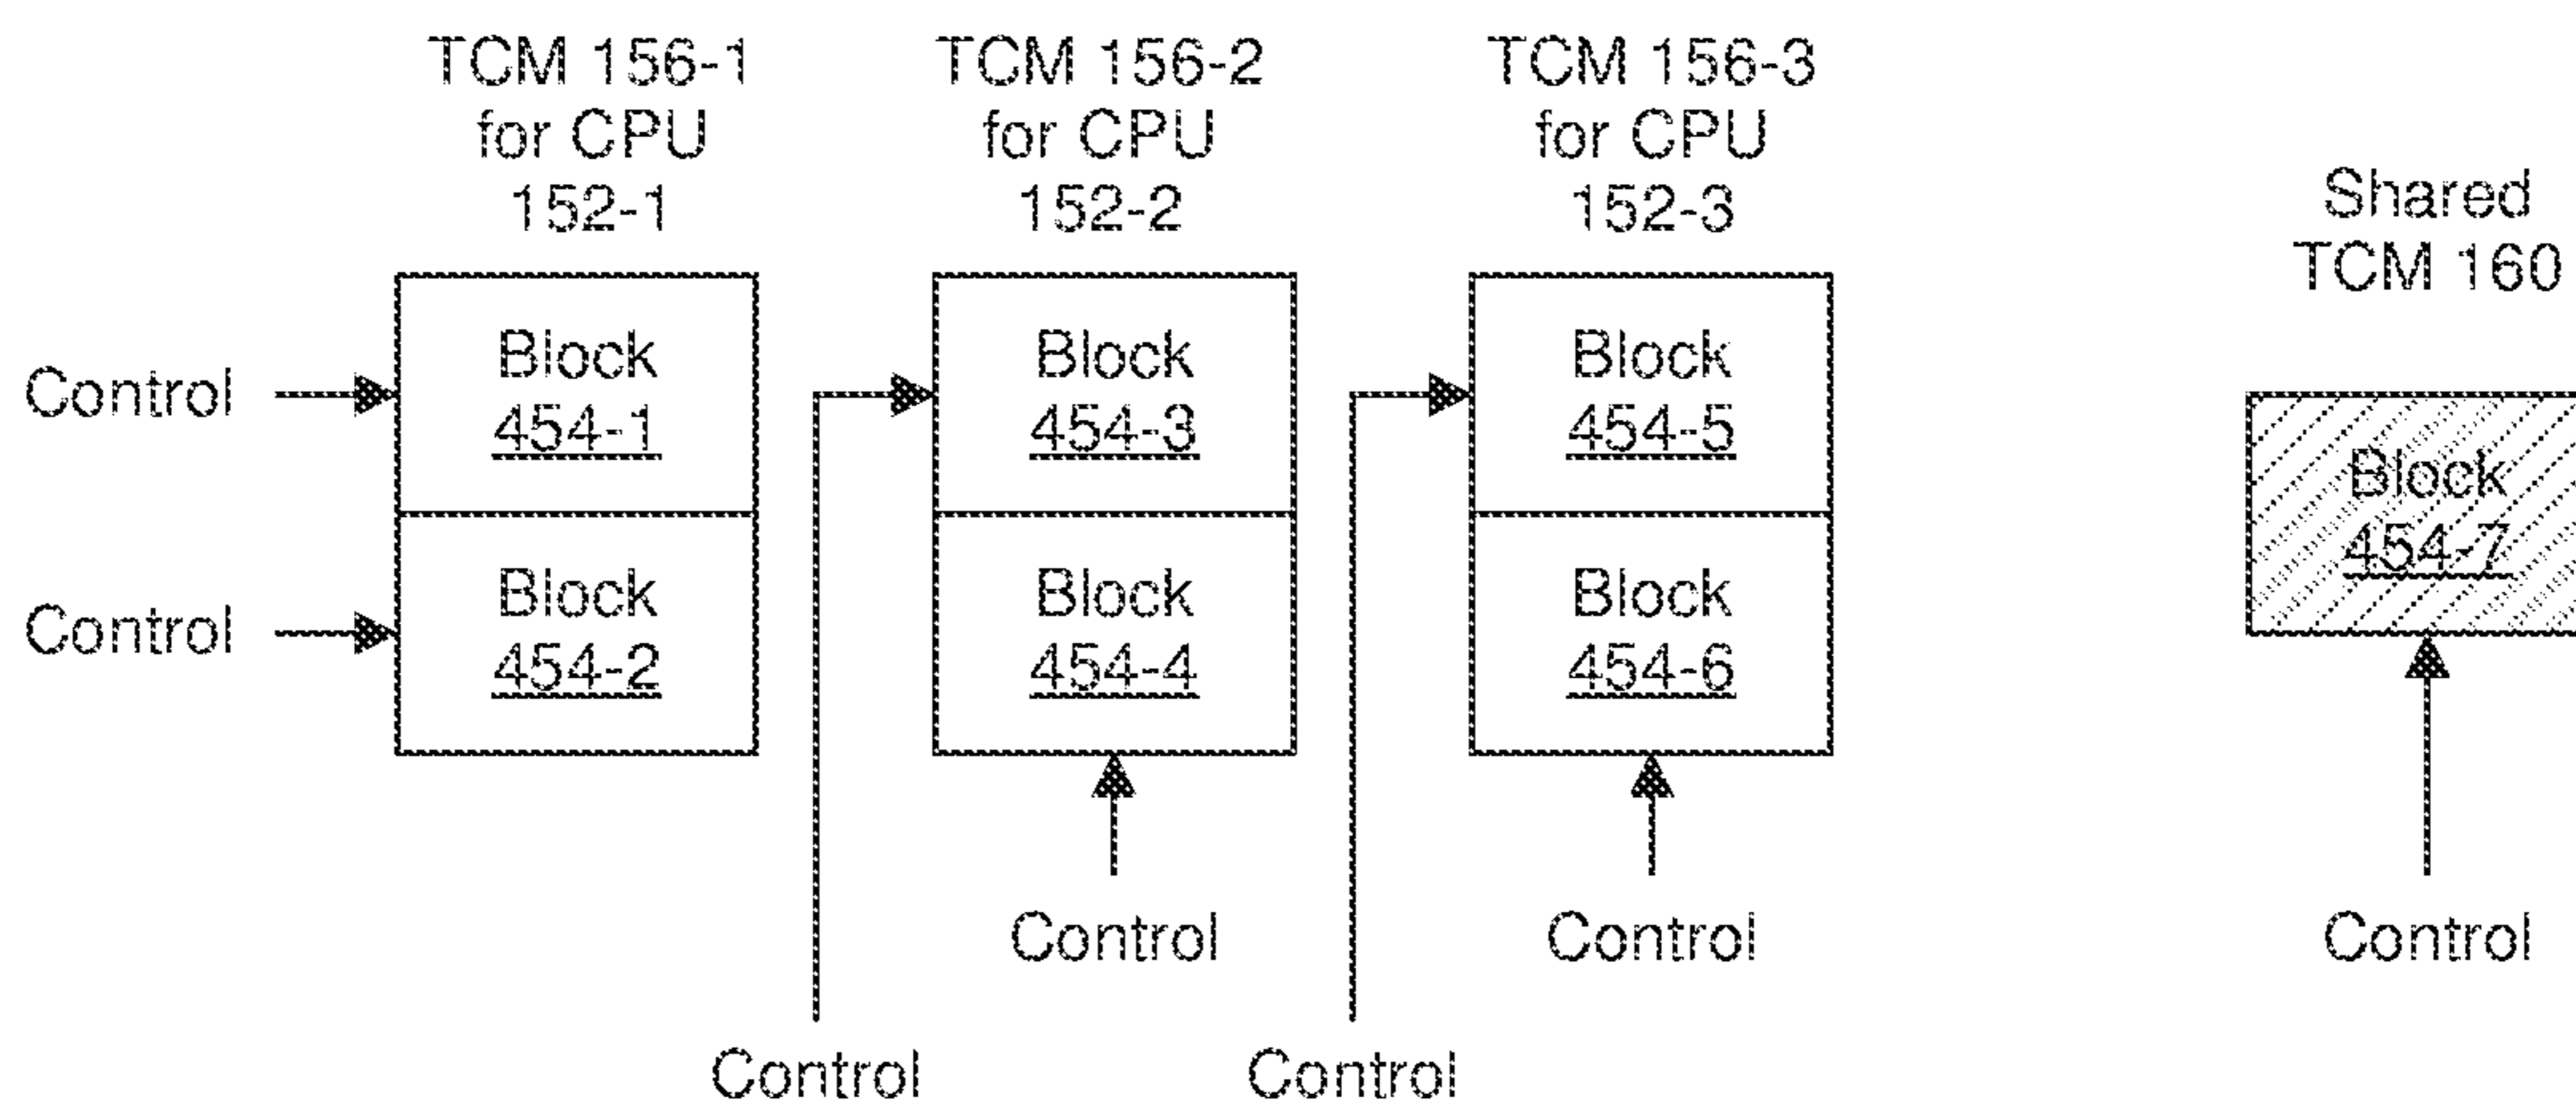 TCM 156-1
for CPU
152-1
TCM 156-2
for CPU
152-2
TCM 156-3
for CPU
152-3
Shared
TCM 160
Control
Block
454-1
Block
454-3
Block
454-5
Block
454-7
Control
Block
454-2
Block
454-4
Block
454-6
Control
Control
Control
Control
Control